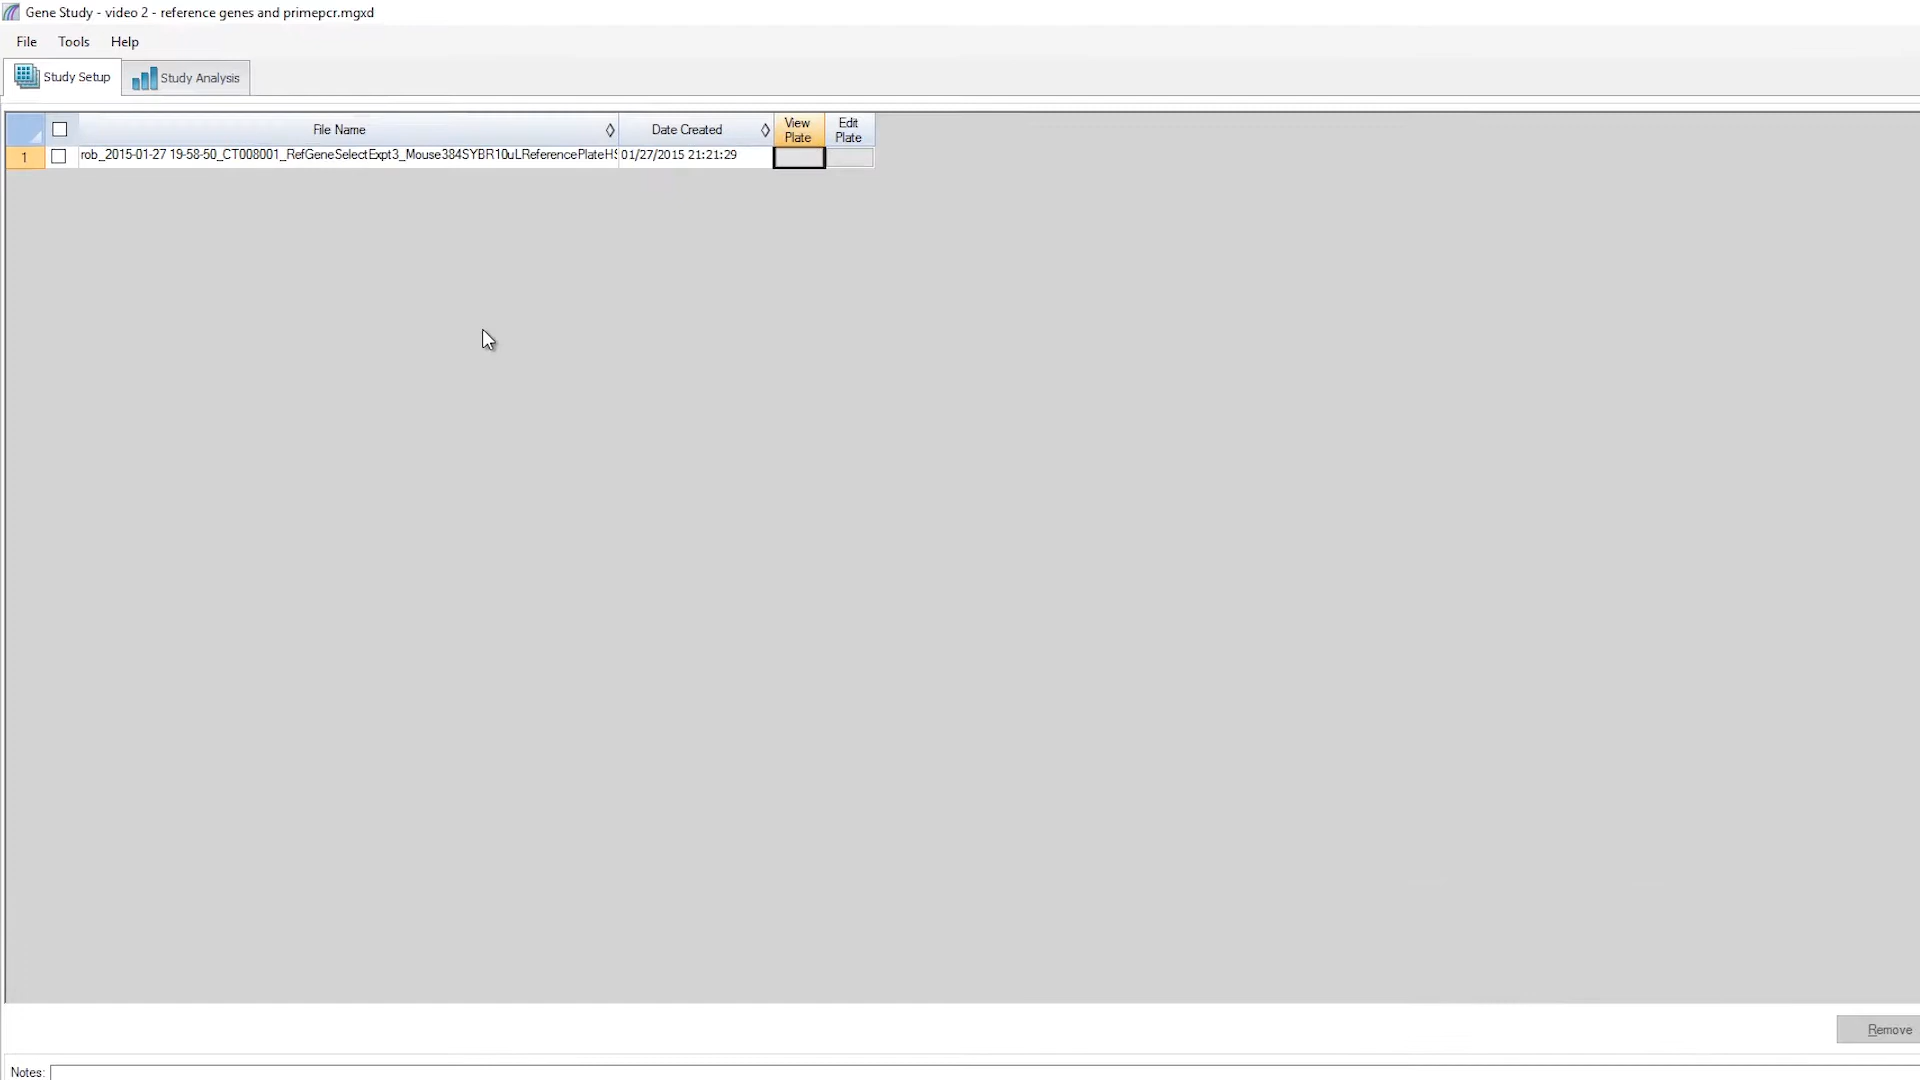 Gene Study - video 2 - reference genes and primepcr.mgxd
File Tools Help
Study Setup Study Analysis
File Name Date Created View Plate Edit Plate
1 rob_2015-01-27 19-58-50_CT008001_RefGeneSelectExpt3_Mouse384SYBR10uLReferencePlateHS 01/27/2015 21:21:29
Remove
Notes: